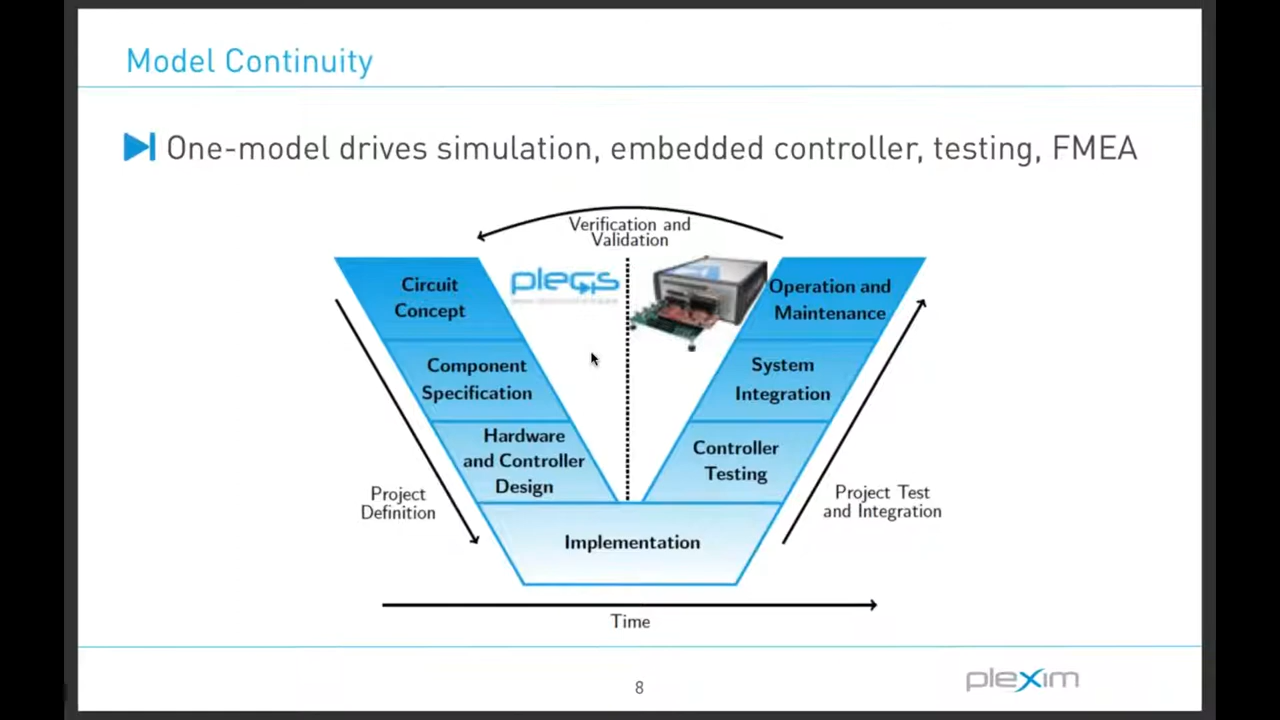 Model Continuity
One-model drives simulation, embedded controller, testing, FMEA
Verification and
Validation
plecs
Circuit
Concept
Component
Specification
Hardware
and Controller
Design
Implementation
Controller
Testing
System
Integration
Operation and
Maintenance
Project
Definition
Project Test
and Integration
Time
8
plexim